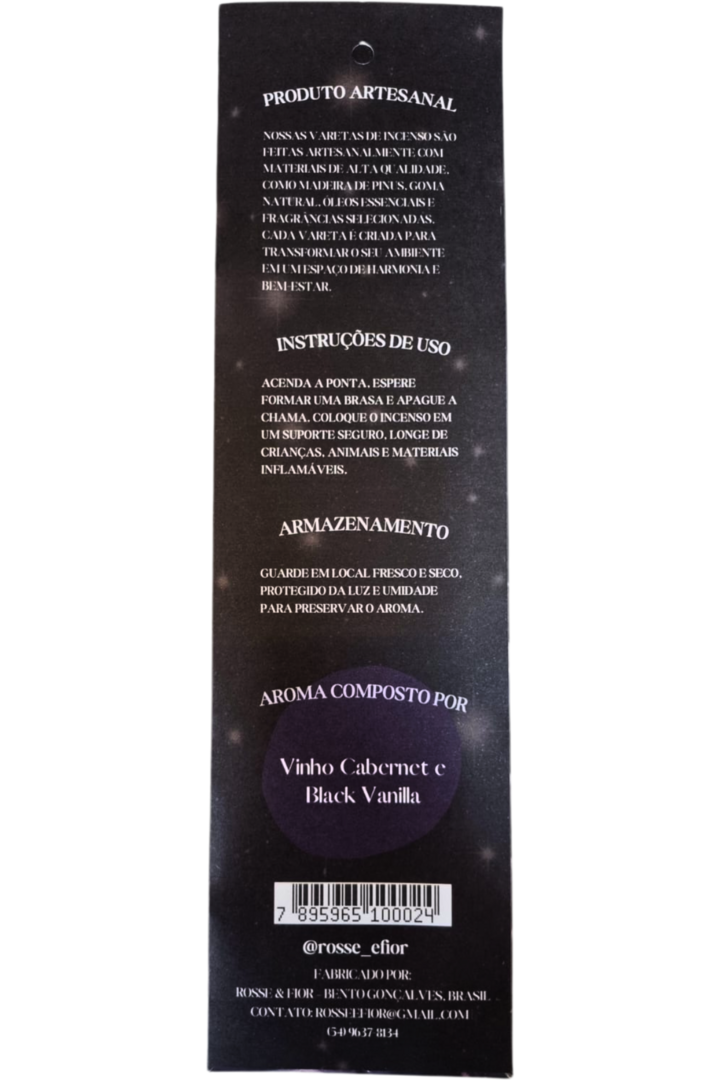 PRODUTO ARTESANAL
NOSSAS VARETAS DE INCENSO SÃO
FEITAS ARTESANALMENTE COM
MATERIAIS DE ALTA QUALIDADE,
COMO MADEIRA DE PINUS, GOMA
NATURAL, ÓLEOS ESSENCIAIS E
FRAGRÂNCIAS SELECIONADAS.
CADA VARETA É CRIADA PARA
TRANSFORMAR O SEU AMBIENTE
EM UM ESPAÇO DE HARMONIA E
BEM-ESTAR.
INSTRUÇÕES DE USO
ACENDA A PONTA, ESPERE
FORMAR UMA BRASA E APAGUE A
CHAMA. COLOQUE O INCENSO EM
UM SUPORTE SEGURO, LONGE DE
CRIANÇAS, ANIMAIS E MATERIAIS
INFLAMÁVEIS.
ARMAZENAMENTO
GUARDE EM LOCAL FRESCO E SECO,
PROTEGIDO DA LUZ E UMIDADE
PARA PRESERVAR O AROMA.
AROMA COMPOSTO POR
Vinho Cabernet e
Black Vanilla
7 895965 100024
@rosse_efior
FABRICADO POR:
ROSSE & FIOR - BENTO GONÇALVES, BRASIL
CONTATO: ROSSEEFIOR@GMAIL.COM
(54) 9637-8134